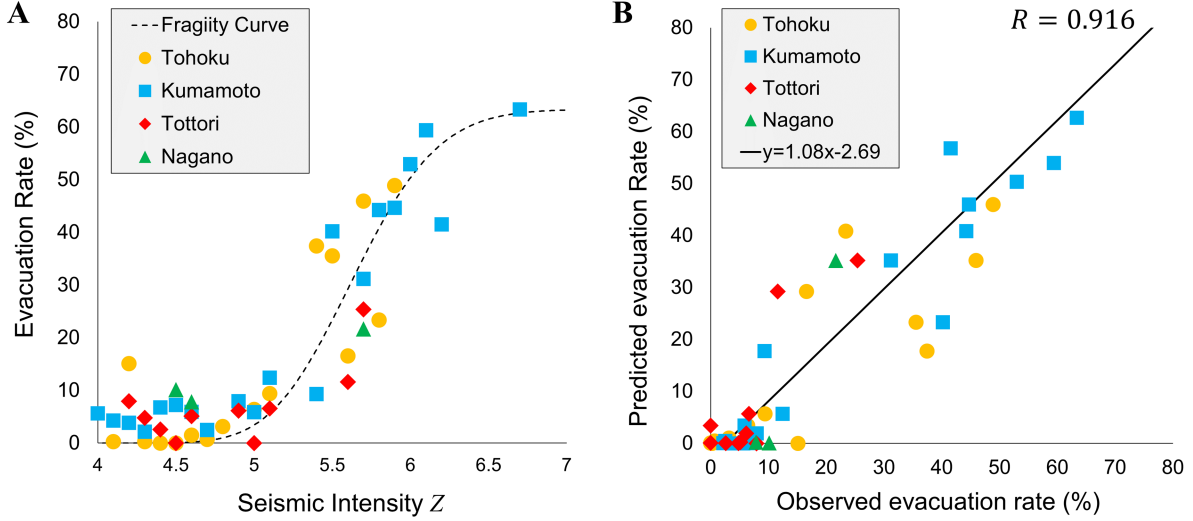 A
Evacuation Rate (%)
80
70
60
50
40
30
20
10
0
Fragiity Curve
Tohoku
Kumamoto
Tottori
Nagano
4
4.5
5
5.5
6
6.5
7
Seismic Intensity Z
B
R = 0.916
Predicted evacuation Rate (%)
80
70
60
50
40
30
20
10
0
Tohoku
Kumamoto
Tottori
Nagano
y=1.08x-2.69
0
10
20
30
40
50
60
70
80
Observed evacuation rate (%)